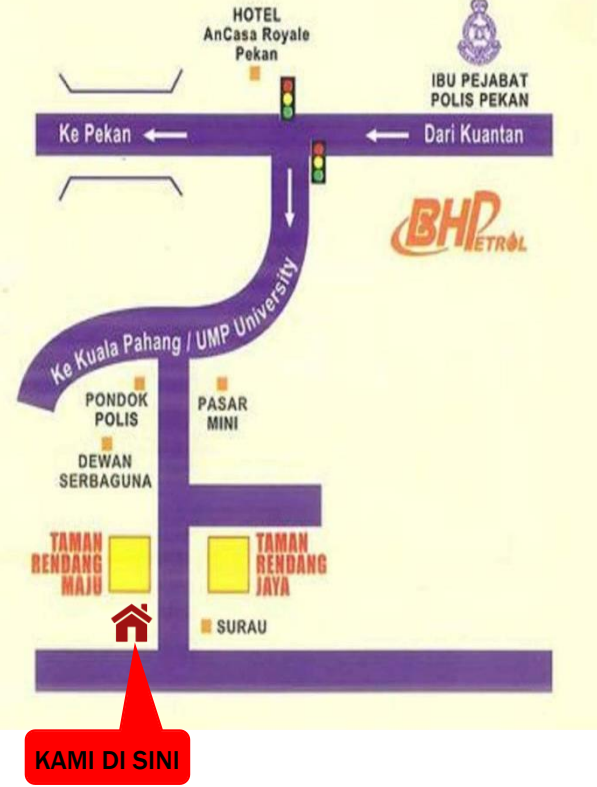 HOTEL
AnCasa Royale
Pekan
IBU PEJABAT
POLIS PEKAN
Ke Pekan
Dari Kuantan
BHPETROL
Ke Kuala Pahang / UMP University
PONDOK
POLIS
PASAR
MINI
DEWAN
SERBAGUNA
TAMAN
RENDANG
MAJU
TAMAN
RENDANG
JAYA
SURAU
KAMI DI SINI